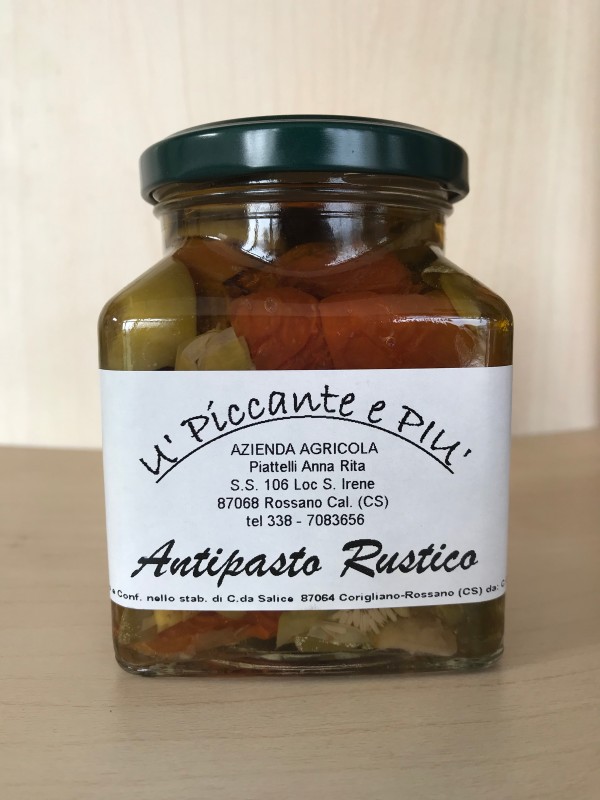 U' Piccante e PIU'
AZIENDA AGRICOLA
Piattelli Anna Rita
S.S. 106 Loc S. Irene
87068 Rossano Cal. (CS)
tel 338 - 7083656
Antipasto Rustico
e Conf. nello stab. di C.da Salice 87064 Corigliano-Rossano (CS) da: